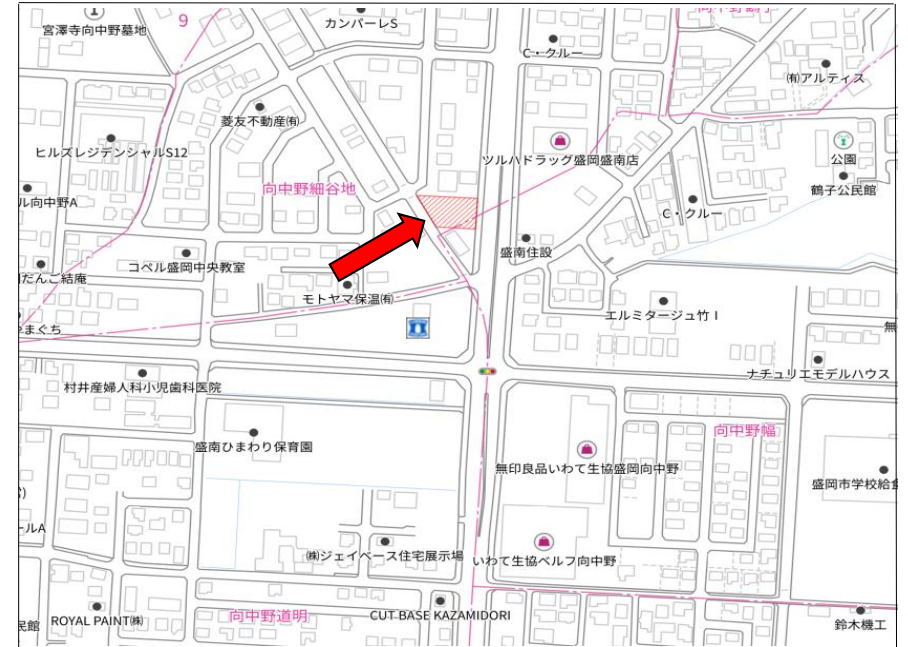 宮澤寺向中野墓地
9
カンパーレS
C・クルー
㈲アルティス
菱友不動産㈲
ヒルズレジデンシャルS12
ツルハドラッグ盛岡盛南店
公園
向中野細谷地
鶴子公民館
ル向中野A
C・クルー
盛南住設
コペル盛岡中央教室
だんご結庵
モトヤマ保温㈲
エルミタージュ竹Ⅰ
まぐち
無
ナチュリエモデルハウス
村井産婦人科小児歯科医院
向中野幅
盛南ひまわり保育園
無印良品いわて生協盛岡向中野
盛岡市学校給食
ールA
㈱ジェイベース住宅展示場
いわて生協ベルフ向中野
向中野道明
ROYAL PAINT㈱
CUT BASE KAZAMIDORI
民館
鈴木機工